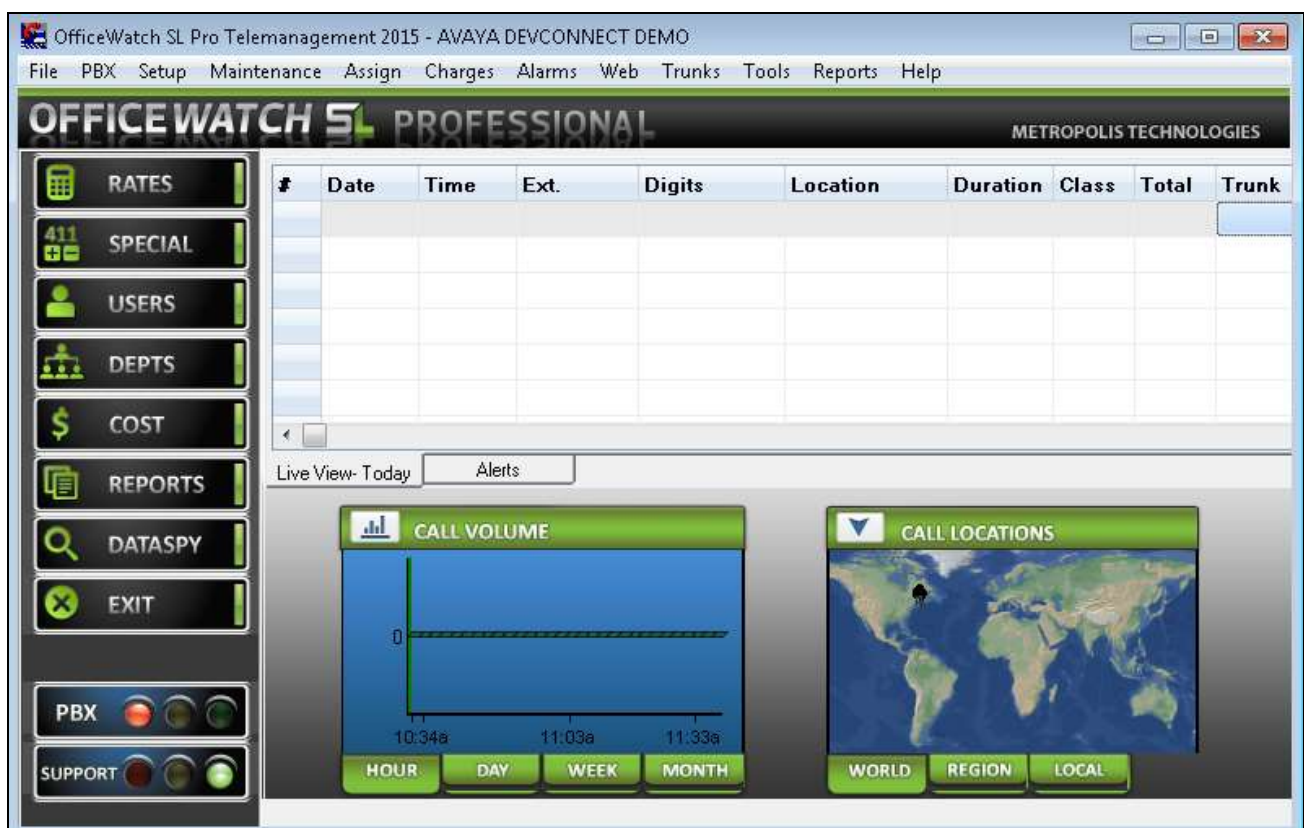 OfficeWatch SL Pro Telemanagement 2015 - AVAYA DEVCONNECT DEMO
File PBX Setup Maintenance Assign Charges Alarms Web Trunks Tools Reports Help
OFFICEWATCH SL PROFESSIONAL
METROPOLIS TECHNOLOGIES
RATES
411 SPECIAL
USERS
DEPTS
$ COST
REPORTS
DATASPY
EXIT
PBX
SUPPORT
# Date Time Ext. Digits Location Duration Class Total Trunk
Live View- Today Alerts
CALL VOLUME
0
10:34a 11:03a 11:33a
HOUR DAY WEEK MONTH
CALL LOCATIONS
WORLD REGION LOCAL